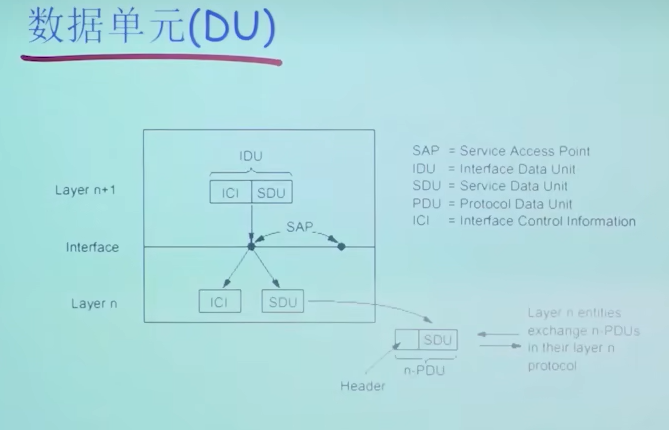 数据单元(DU)
IDU
Layer n+1
ICI SDU
SAP
Interface
Layer n
ICI SDU
SAP = Service Access Point
IDU = Interface Data Unit
SDU = Service Data Unit
PDU = Protocol Data Unit
ICI = Interface Control Information
SDU
n-PDU
Header
Layer n entities
exchange n-PDUs
in their layer n
protocol